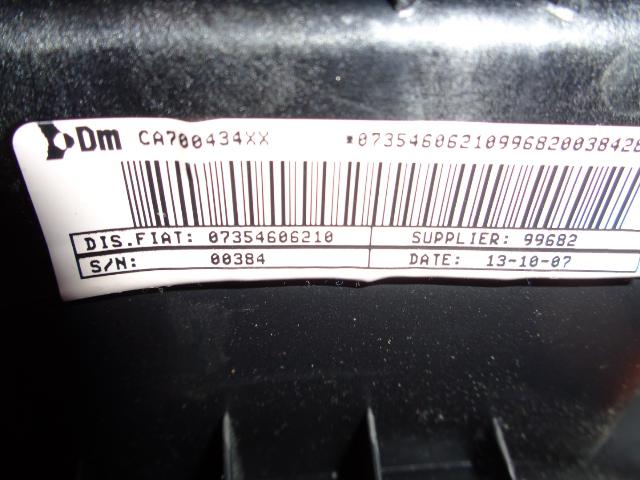 Dm CA700434XX *073546062109968200384
DIS.FIAT: 07354606210 SUPPLIER: 99682
S/N: 00384 DATE: 13-10-07